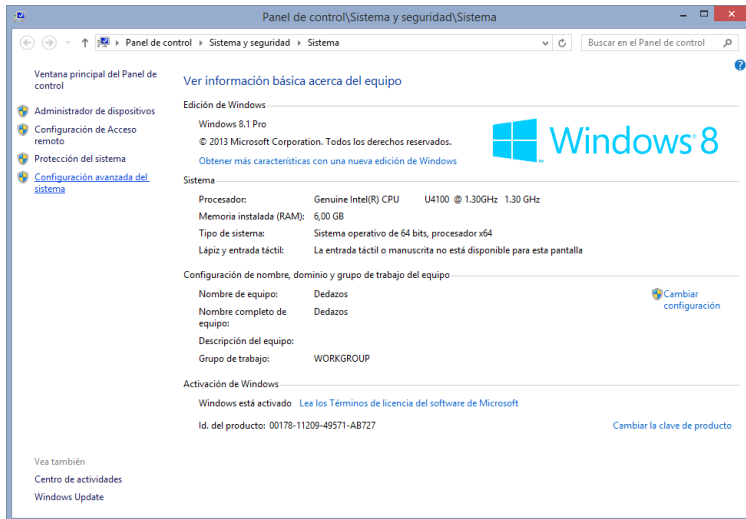 Panel de control\Sistema y seguridad\Sistema
Panel de control ▸ Sistema y seguridad ▸ Sistema
Buscar en el Panel de control
Ventana principal del Panel de
control
Administrador de dispositivos
Configuración de Acceso
remoto
Protección del sistema
Configuración avanzada del
sistema
Ver información básica acerca del equipo
Edición de Windows
Windows 8.1 Pro
© 2013 Microsoft Corporation. Todos los derechos reservados.
Obtener más características con una nueva edición de Windows
Windows 8
Sistema
Procesador: Genuine Intel(R) CPU U4100 @ 1.30GHz 1.30 GHz
Memoria instalada (RAM): 6,00 GB
Tipo de sistema: Sistema operativo de 64 bits, procesador x64
Lápiz y entrada táctil: La entrada táctil o manuscrita no está disponible para esta pantalla
Configuración de nombre, dominio y grupo de trabajo del equipo
Nombre de equipo: Dedazos
Cambiar
configuración
Nombre completo de
equipo: Dedazos
Descripción del equipo:
Grupo de trabajo: WORKGROUP
Activación de Windows
Windows está activado Lea los Términos de licencia del software de Microsoft
Id. del producto: 00178-11209-49571-AB727
Cambiar la clave de producto
Vea también
Centro de actividades
Windows Update